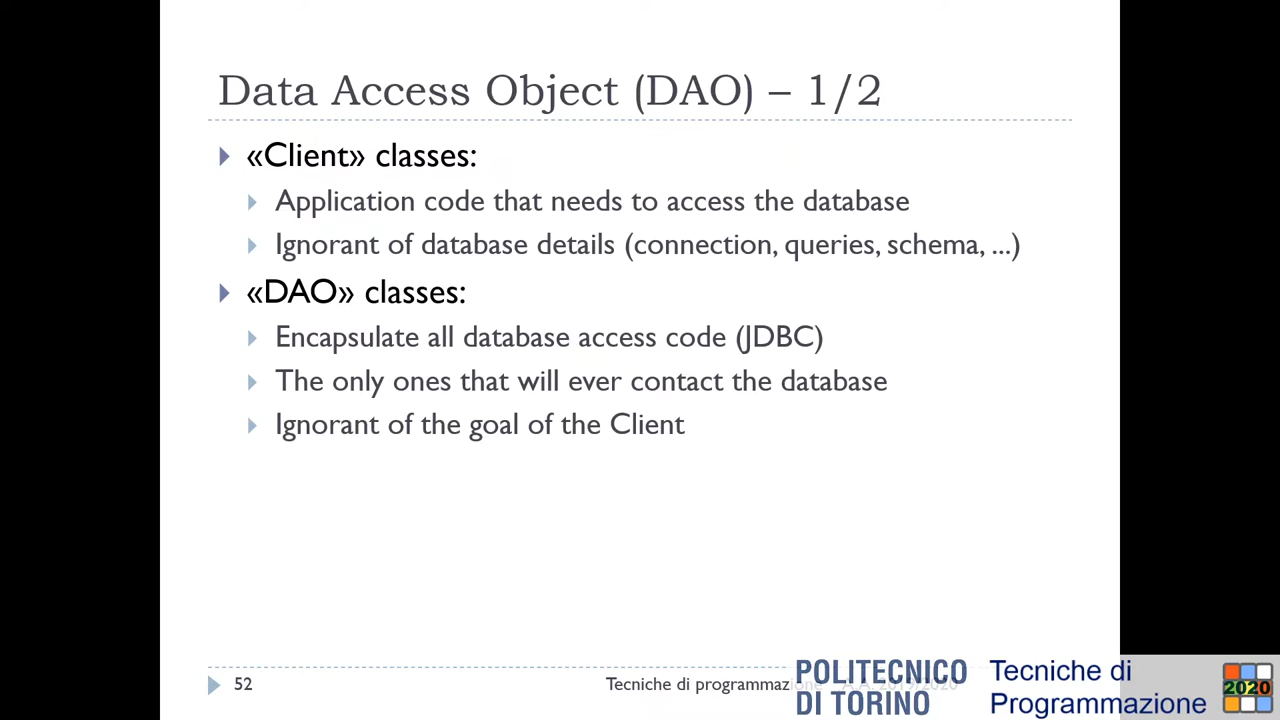 Data Access Object (DAO) – 1/2
«Client» classes:
Application code that needs to access the database
Ignorant of database details (connection, queries, schema, ...)
«DAO» classes:
Encapsulate all database access code (JDBC)
The only ones that will ever contact the database
Ignorant of the goal of the Client
52
Tecniche di programmazione A.A. 2019/2020
POLITECNICO
DI TORINO
Tecniche di
Programmazione
2020